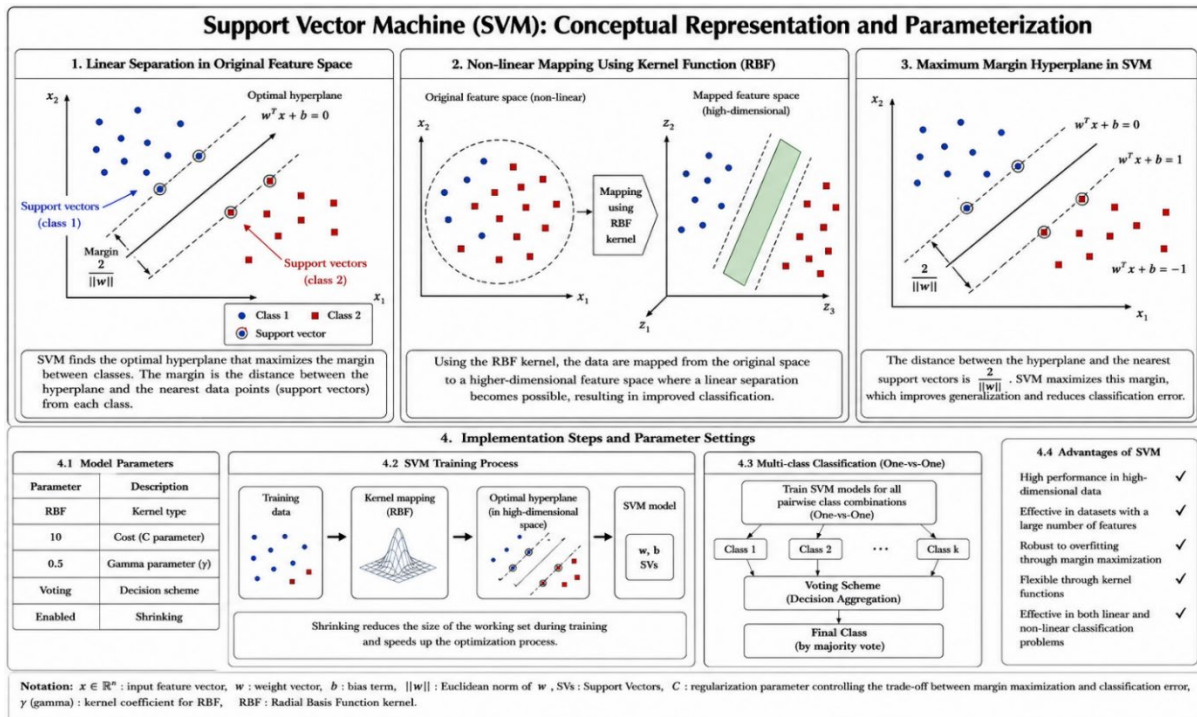 Support Vector Machine (SVM): Conceptual Representation and Parameterization
1. Linear Separation in Original Feature Space
x₂
Optimal hyperplane
wᵀx + b = 0
Support vectors
(class 1)
Margin
2
||w||
Support vectors
(class 2)
x₁
Class 1
Class 2
Support vector
SVM finds the optimal hyperplane that maximizes the margin
between classes. The margin is the distance between the
hyperplane and the nearest data points (support vectors)
from each class.
2. Non-linear Mapping Using Kernel Function (RBF)
Original feature space (non-linear)
x₂
x₁
Mapping
using
RBF
kernel
Mapped feature space
(high-dimensional)
z₂
z₁
z₃
Using the RBF kernel, the data are mapped from the original space
to a higher-dimensional feature space where a linear separation
becomes possible, resulting in improved classification.
3. Maximum Margin Hyperplane in SVM
x₂
wᵀx + b = 0
wᵀx + b = 1
wᵀx + b = −1
2
||w||
x₁
The distance between the hyperplane and the nearest
support vectors is 2/||w|| . SVM maximizes this margin,
which improves generalization and reduces classification error.
4. Implementation Steps and Parameter Settings
4.1 Model Parameters
Parameter Description
RBF Kernel type
10 Cost (C parameter)
0.5 Gamma parameter (γ)
Voting Decision scheme
Enabled Shrinking
4.2 SVM Training Process
Training
data
Kernel mapping
(RBF)
Optimal hyperplane
(in high-dimensional
space)
SVM model
w, b
SVs
Shrinking reduces the size of the working set during training
and speeds up the optimization process.
4.3 Multi-class Classification (One-vs-One)
Train SVM models for all
pairwise class combinations
(One-vs-One)
Class 1 Class 2 ··· Class k
Voting Scheme
(Decision Aggregation)
Final Class
(by majority vote)
4.4 Advantages of SVM
High performance in high-
dimensional data ✓
Effective in datasets with a
large number of features ✓
Robust to overfitting
through margin maximization ✓
Flexible through kernel
functions ✓
Effective in both linear and
non-linear classification
problems ✓
Notation: x ∈ ℝⁿ : input feature vector, w : weight vector, b : bias term, ||w|| : Euclidean norm of w , SVs : Support Vectors, C : regularization parameter controlling the trade-off between margin maximization and classification error,
γ (gamma) : kernel coefficient for RBF, RBF : Radial Basis Function kernel.